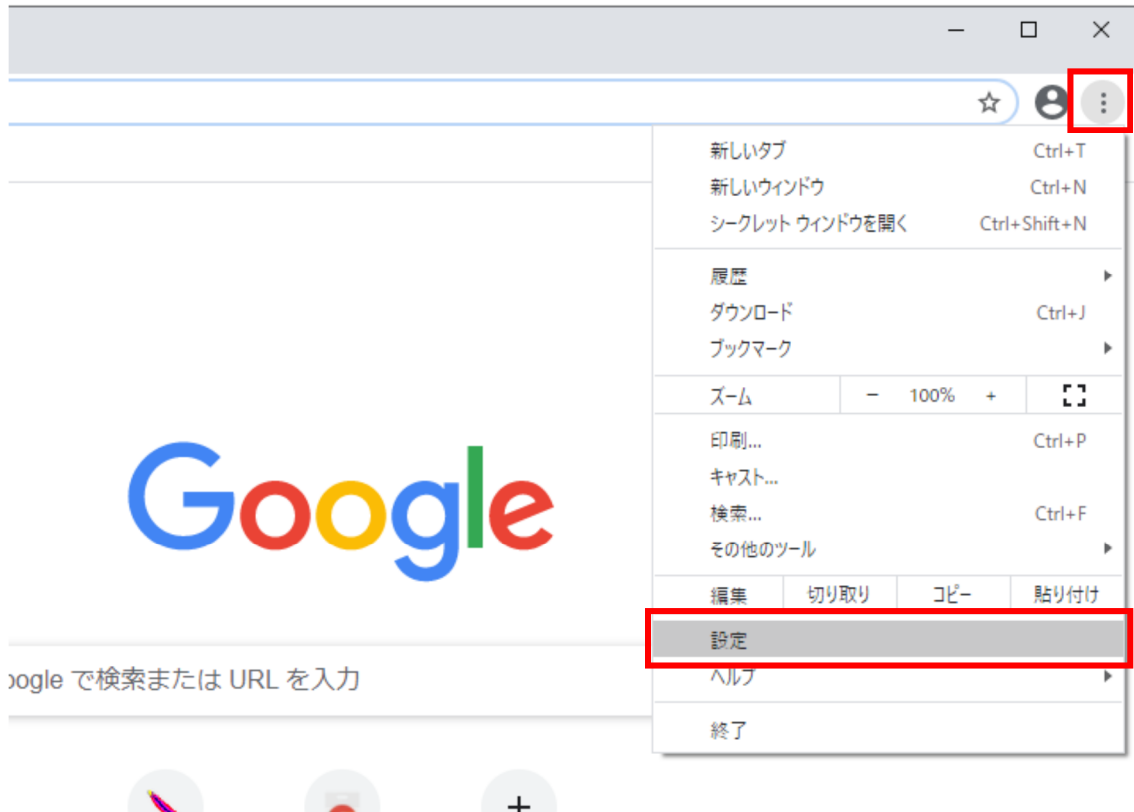 新しいタブ Ctrl+T
新しいウィンドウ Ctrl+N
シークレット ウィンドウを開く Ctrl+Shift+N
履歴
ダウンロード Ctrl+J
ブックマーク
ズーム − 100% +
印刷... Ctrl+P
キャスト...
検索... Ctrl+F
その他のツール
編集 切り取り コピー 貼り付け
設定
ヘルプ
終了
Google
oogle で検索または URL を入力